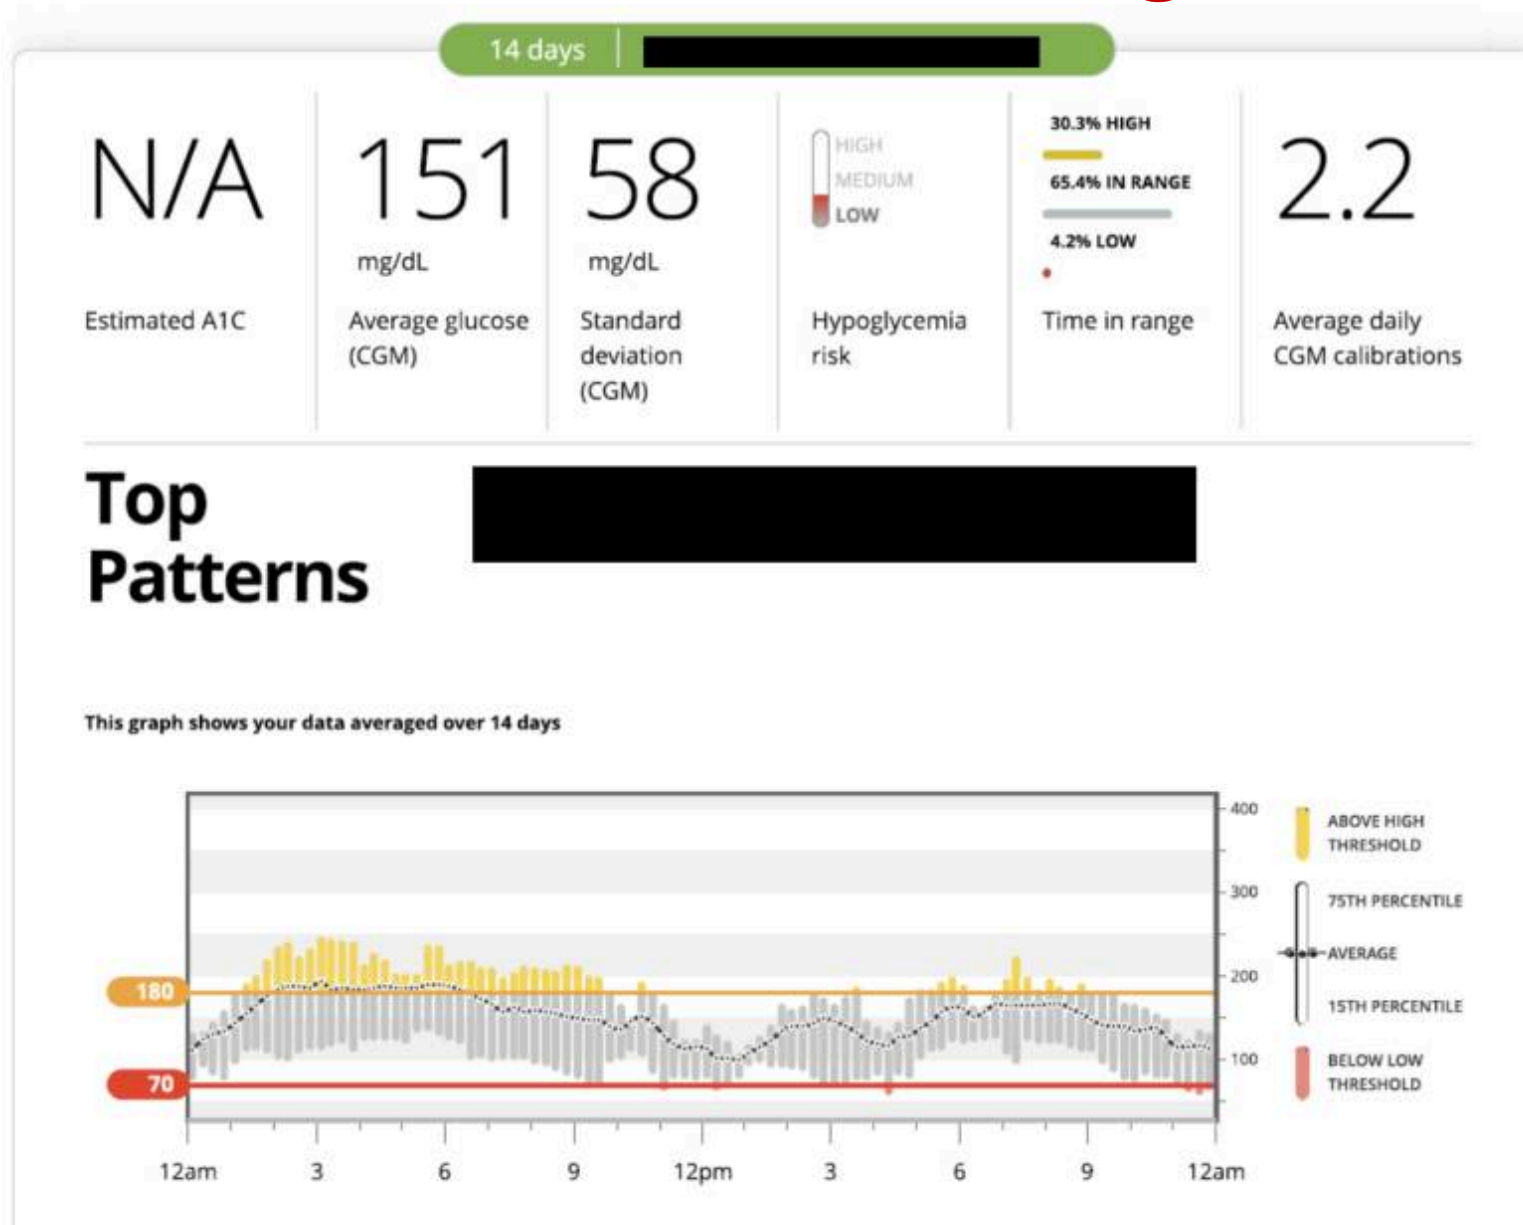 14 days
N/A
Estimated A1C
151
mg/dL
Average glucose
(CGM)
58
mg/dL
Standard
deviation
(CGM)
HIGH
MEDIUM
LOW
Hypoglycemia
risk
30.3% HIGH
65.4% IN RANGE
4.2% LOW
Time in range
2.2
Average daily
CGM calibrations
Top
Patterns
This graph shows your data averaged over 14 days
400
300
200
100
180
70
12am 3 6 9 12pm 3 6 9 12am
ABOVE HIGH
THRESHOLD
75TH PERCENTILE
AVERAGE
15TH PERCENTILE
BELOW LOW
THRESHOLD